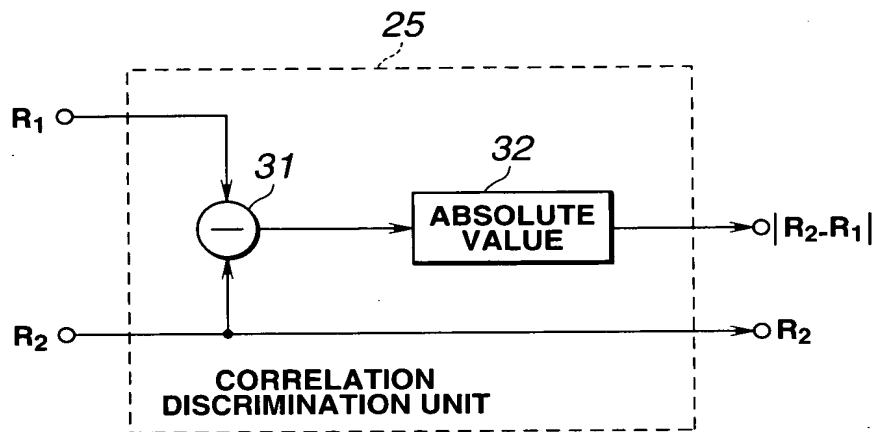 25
R₁
31
32
ABSOLUTE
VALUE
|R₂-R₁|
R₂
R₂
CORRELATION
DISCRIMINATION UNIT